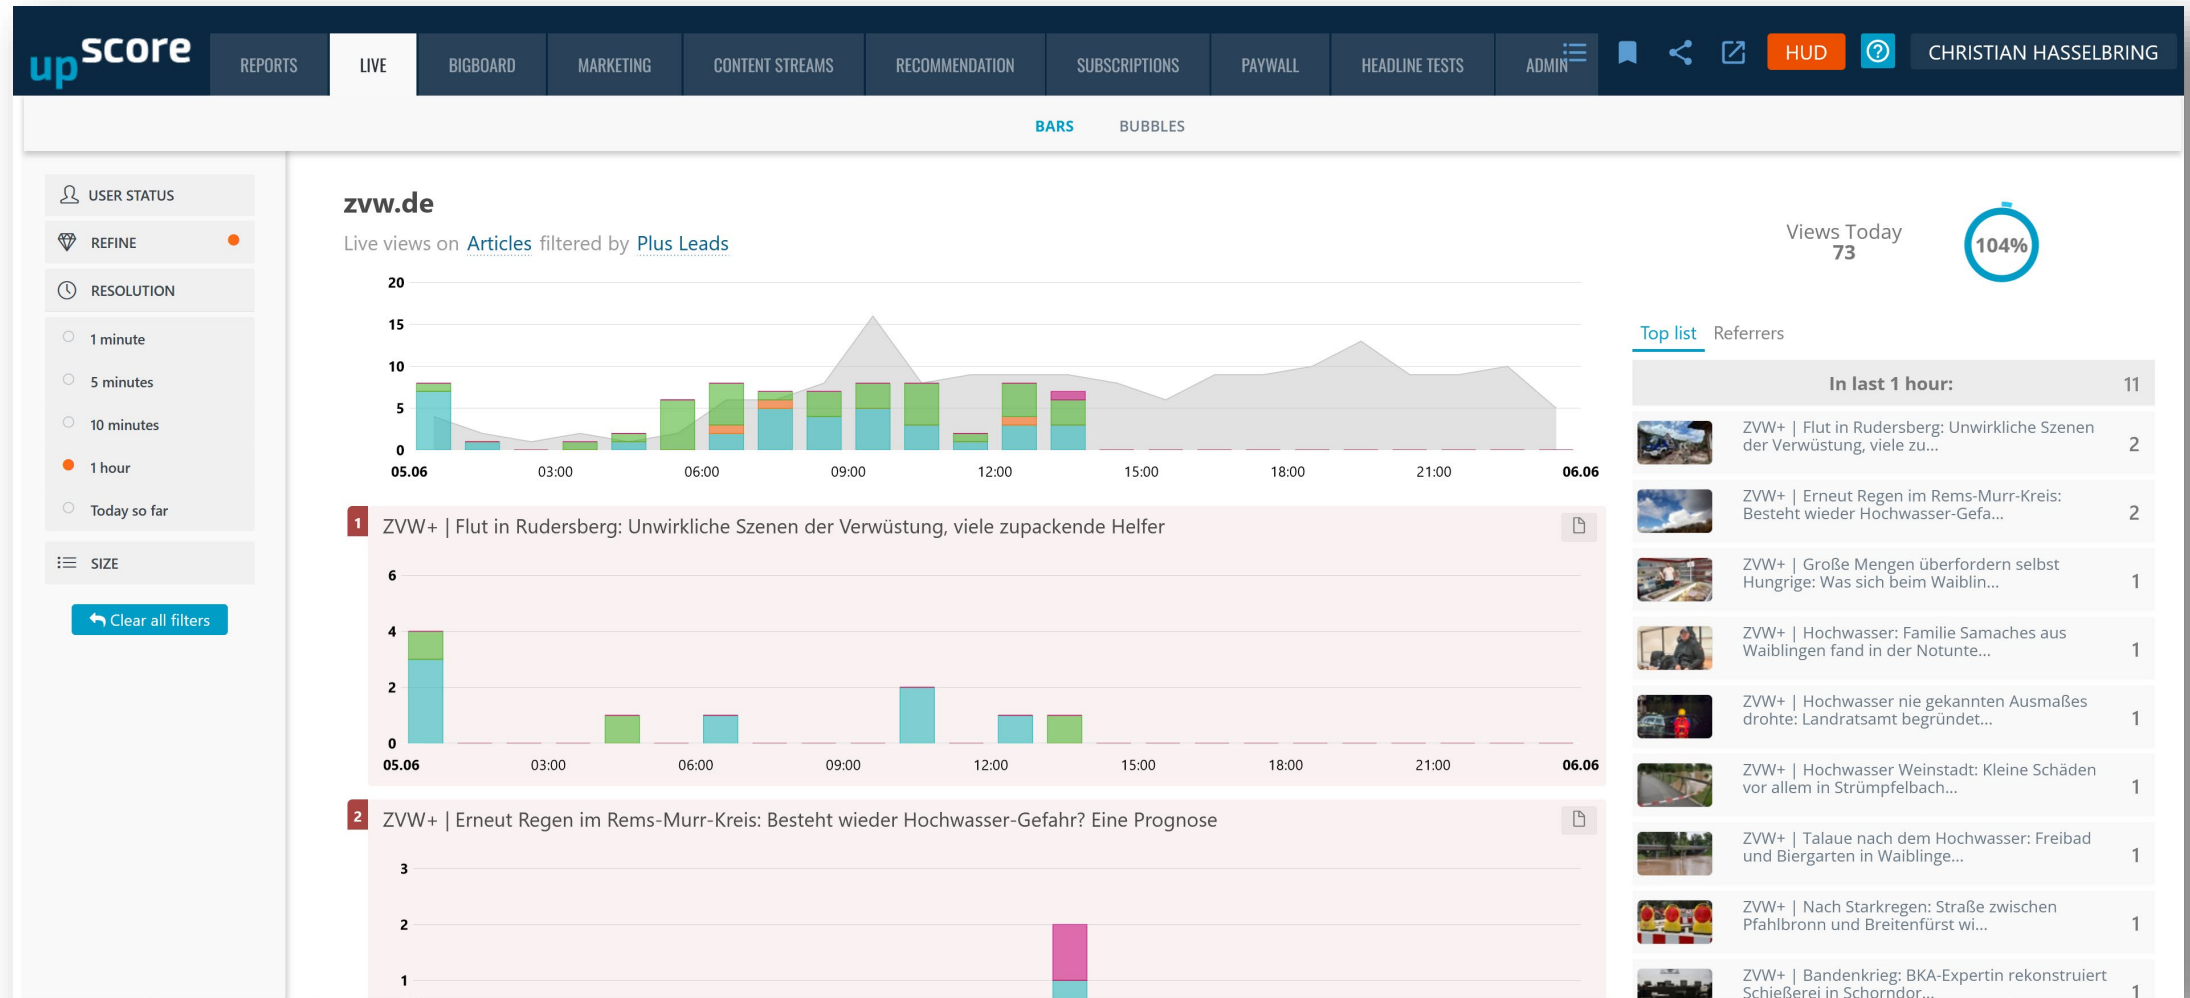 upscore
REPORTS
LIVE
BIGBOARD
MARKETING
CONTENT STREAMS
RECOMMENDATION
SUBSCRIPTIONS
PAYWALL
HEADLINE TESTS
ADMIN
HUD
?
CHRISTIAN HASSELBRING
BARS
BUBBLES
USER STATUS
REFINE
RESOLUTION
1 minute
5 minutes
10 minutes
1 hour
Today so far
SIZE
Clear all filters
zvw.de
Live views on Articles filtered by Plus Leads
20
15
10
5
0
05.06 03:00 06:00 09:00 12:00 15:00 18:00 21:00 06.06
1 ZVW+ | Flut in Rudersberg: Unwirkliche Szenen der Verwüstung, viele zupackende Helfer
6
4
2
0
05.06 03:00 06:00 09:00 12:00 15:00 18:00 21:00 06.06
2 ZVW+ | Erneut Regen im Rems-Murr-Kreis: Besteht wieder Hochwasser-Gefahr? Eine Prognose
3
2
1
Views Today
73
104%
Top list Referrers
In last 1 hour: 11
ZVW+ | Flut in Rudersberg: Unwirkliche Szenen
der Verwüstung, viele zu...
2
ZVW+ | Erneut Regen im Rems-Murr-Kreis:
Besteht wieder Hochwasser-Gefa...
2
ZVW+ | Große Mengen überfordern selbst
Hungrige: Was sich beim Waiblin...
1
ZVW+ | Hochwasser: Familie Samaches aus
Waiblingen fand in der Notunte...
1
ZVW+ | Hochwasser nie gekannten Ausmaßes
drohte: Landratsamt begründet...
1
ZVW+ | Hochwasser Weinstadt: Kleine Schäden
vor allem in Strümpfelbach...
1
ZVW+ | Talaue nach dem Hochwasser: Freibad
und Biergarten in Waiblinge...
1
ZVW+ | Nach Starkregen: Straße zwischen
Pfahlbronn und Breitenfürst wi...
1
ZVW+ | Bandenkrieg: BKA-Expertin rekonstruiert
Schießerei in Schorndor...
1